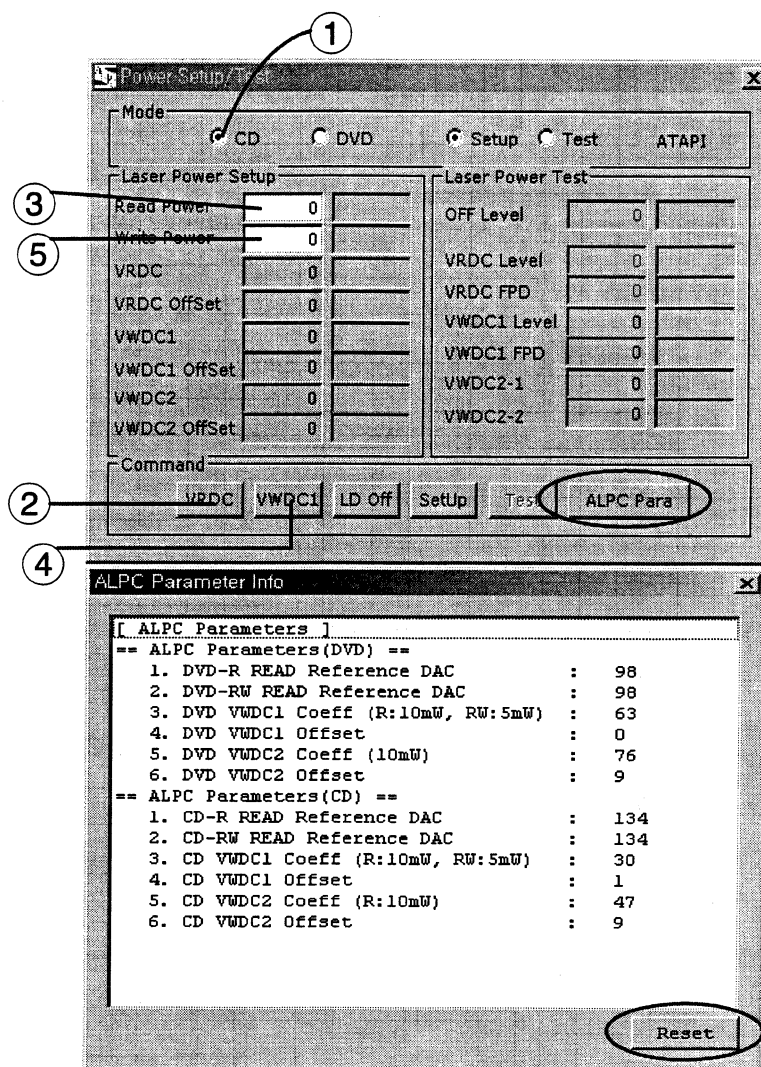 ①
Power Setup/Test
Mode
CD DVD Setup Test ATAPI
Laser Power Setup
③ Read Power 0
⑤ Write Power 0
VRDC 0
VRDC OffSet 0
VWDC1 0
VWDC1 OffSet 0
VWDC2 0
VWDC2 OffSet 0
Laser Power Test
OFF Level 0
VRDC Level 0
VRDC FPD 0
VWDC1 Level 0
VWDC1 FPD 0
VWDC2-1 0
VWDC2-2 0
Command
② VRDC VWDC1 LD Off SetUp Test ALPC Para
④
ALPC Parameter Info
[ ALPC Parameters ]
== ALPC Parameters(DVD) ==
1. DVD-R READ Reference DAC : 98
2. DVD-RW READ Reference DAC : 98
3. DVD VWDC1 Coeff (R:10mW, RW:5mW) : 63
4. DVD VWDC1 Offset : 0
5. DVD VWDC2 Coeff (10mW) : 76
6. DVD VWDC2 Offset : 9
== ALPC Parameters(CD) ==
1. CD-R READ Reference DAC : 134
2. CD-RW READ Reference DAC : 134
3. CD VWDC1 Coeff (R:10mW, RW:5mW) : 30
4. CD VWDC1 Offset : 1
5. CD VWDC2 Coeff (R:10mW) : 47
6. CD VWDC2 Offset : 9
Reset